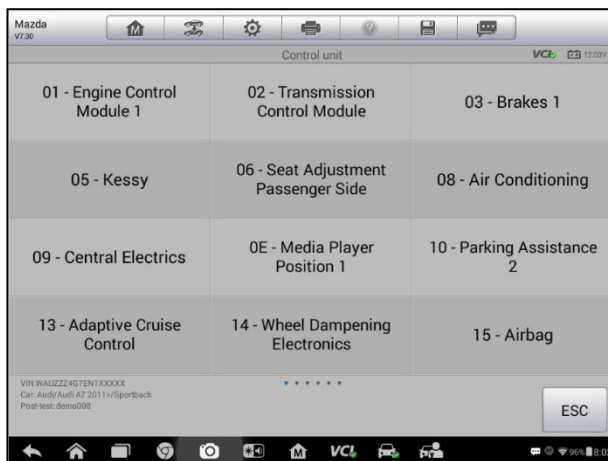 Mazda
V7.30
Control unit
VCI
12.03V
01 - Engine Control
Module 1
02 - Transmission
Control Module
03 - Brakes 1
05 - Kessy
06 - Seat Adjustment
Passenger Side
08 - Air Conditioning
09 - Central Electrics
0E - Media Player
Position 1
10 - Parking Assistance
2
13 - Adaptive Cruise
Control
14 - Wheel Dampening
Electronics
15 - Airbag
VIN:WAUZZZ4G7EN1XXXXX
Car: Audi/Audi A7 2011>/Sportback
Post-test: demo008
ESC
VCI
96%